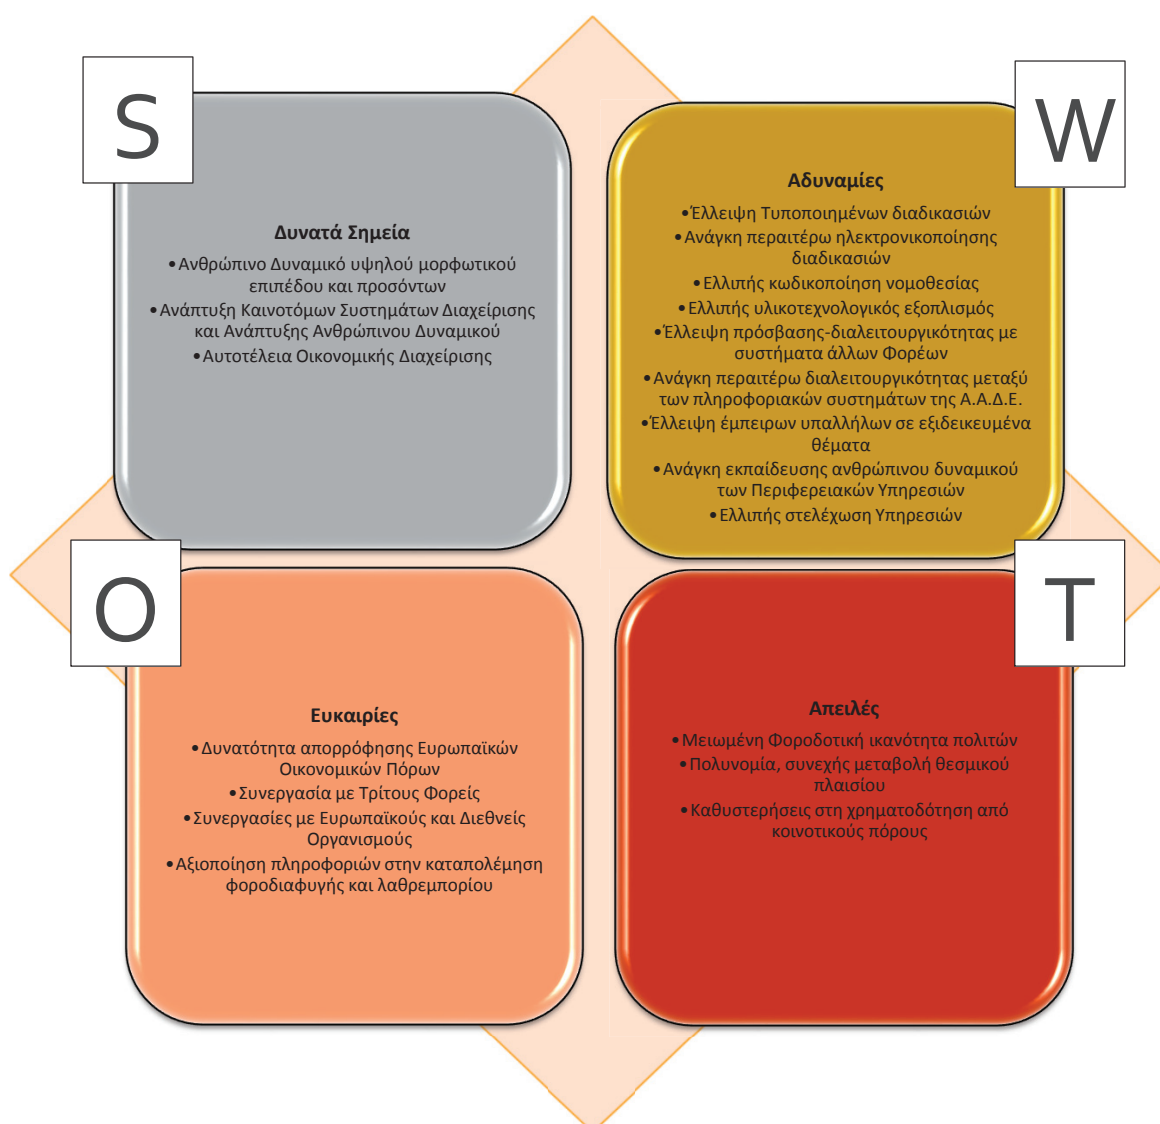 S
Δυνατά Σημεία
•Ανθρώπινο Δυναμικό υψηλού μορφωτικού
επιπέδου και προσόντων
•Ανάπτυξη Καινοτόμων Συστημάτων Διαχείρισης
και Ανάπτυξης Ανθρώπινου Δυναμικού
•Αυτοτέλεια Οικονομικής Διαχείρισης
W
Αδυναμίες
•Έλλειψη Τυποποιημένων διαδικασιών
•Ανάγκη περαιτέρω ηλεκτρονικοποίησης
διαδικασιών
•Ελλιπής κωδικοποίηση νομοθεσίας
•Ελλιπής υλικοτεχνολογικός εξοπλισμός
•Έλλειψη πρόσβασης-διαλειτουργικότητας με
συστήματα άλλων Φορέων
•Ανάγκη περαιτέρω διαλειτουργικότητας μεταξύ
των πληροφοριακών συστημάτων της Α.Α.Δ.Ε.
•Έλλειψη έμπειρων υπαλλήλων σε εξιδεικευμένα
θέματα
•Ανάγκη εκπαίδευσης ανθρώπινου δυναμικού
των Περιφερειακών Υπηρεσιών
•Ελλιπής στελέχωση Υπηρεσιών
O
Ευκαιρίες
•Δυνατότητα απορρόφησης Ευρωπαϊκών
Οικονομικών Πόρων
•Συνεργασία με Τρίτους Φορείς
•Συνεργασίες με Ευρωπαϊκούς και Διεθνείς
Οργανισμούς
•Αξιοποίηση πληροφοριών στην καταπολέμηση
φοροδιαφυγής και λαθρεμπορίου
T
Απειλές
•Μειωμένη Φοροδοτική ικανότητα πολιτών
•Πολυνομία, συνεχής μεταβολή θεσμικού
πλαισίου
•Καθυστερήσεις στη χρηματοδότηση από
κοινοτικούς πόρους